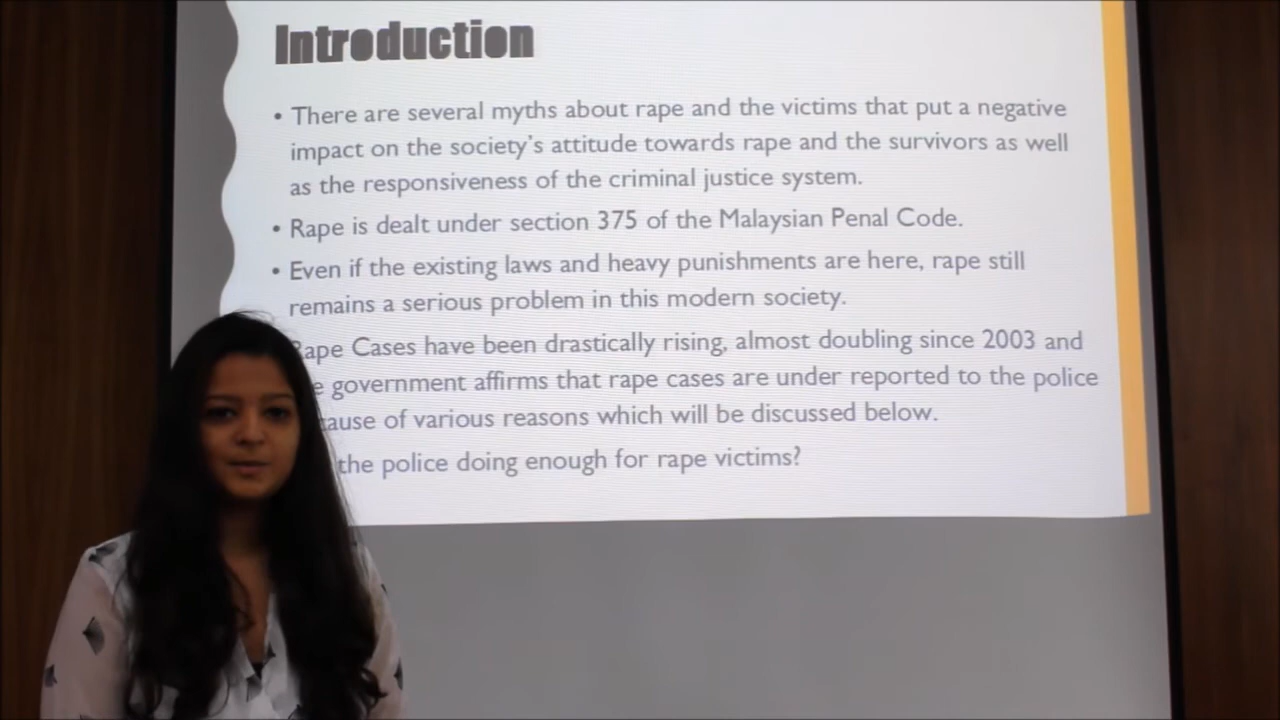 Introduction
• There are several myths about rape and the victims that put a negative
impact on the society's attitude towards rape and the survivors as well
as the responsiveness of the criminal justice system.
• Rape is dealt under section 375 of the Malaysian Penal Code.
• Even if the existing laws and heavy punishments are here, rape still
remains a serious problem in this modern society.
Rape Cases have been drastically rising, almost doubling since 2003 and
government affirms that rape cases are under reported to the police
of various reasons which will be discussed below.
the police doing enough for rape victims?